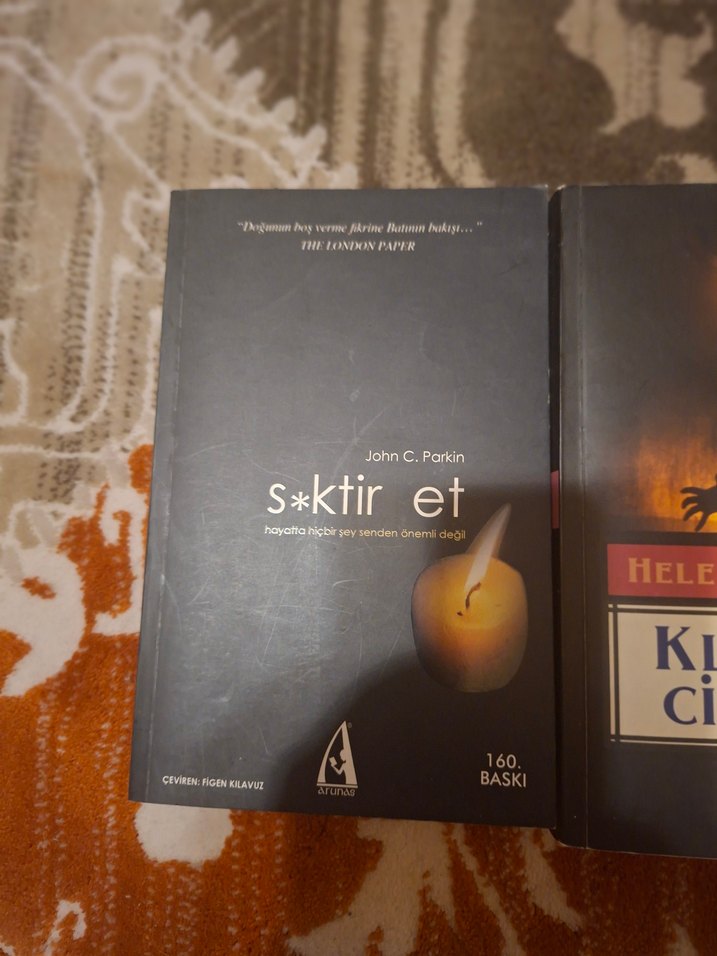 "Doğunun boş verme fikrine Batının bakışı... "
THE LONDON PAPER
John C. Parkin
s*ktir et
hayatta hiçbir şey senden önemli değil
160.
BASKI
ÇEVİREN: FİGEN KILAVUZ
arunas
HELE
Cİ